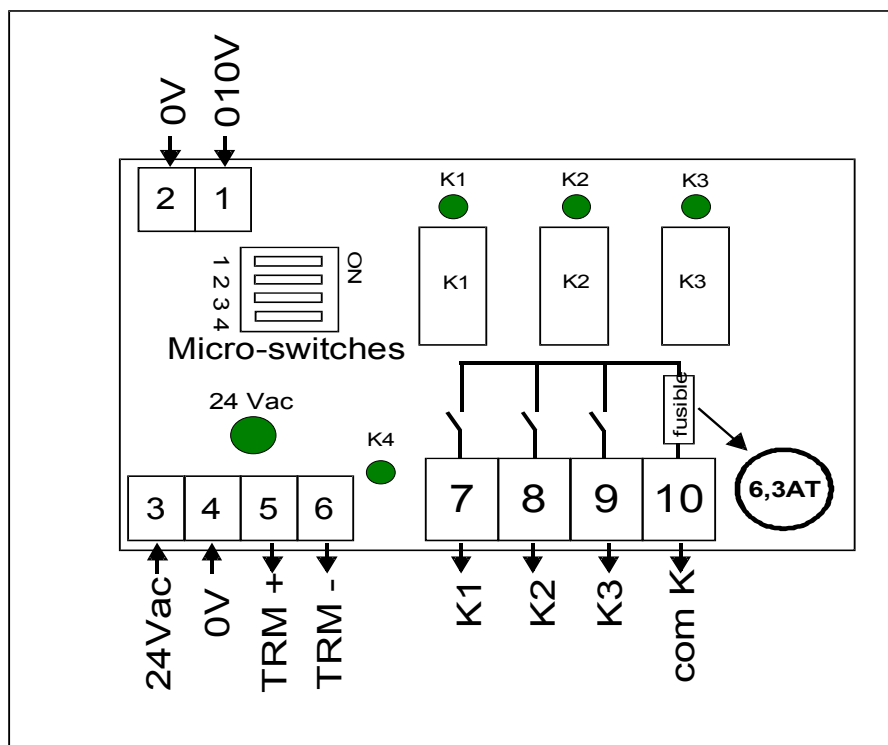 0V
010V
2
1
K1
K2
K3
K1
K2
K3
1
2
3
4
ON
Micro-switches
24 Vac
K4
fusible
6,3AT
3
4
5
6
7
8
9
10
24Vac
0V
TRM +
TRM -
K1
K2
K3
com K